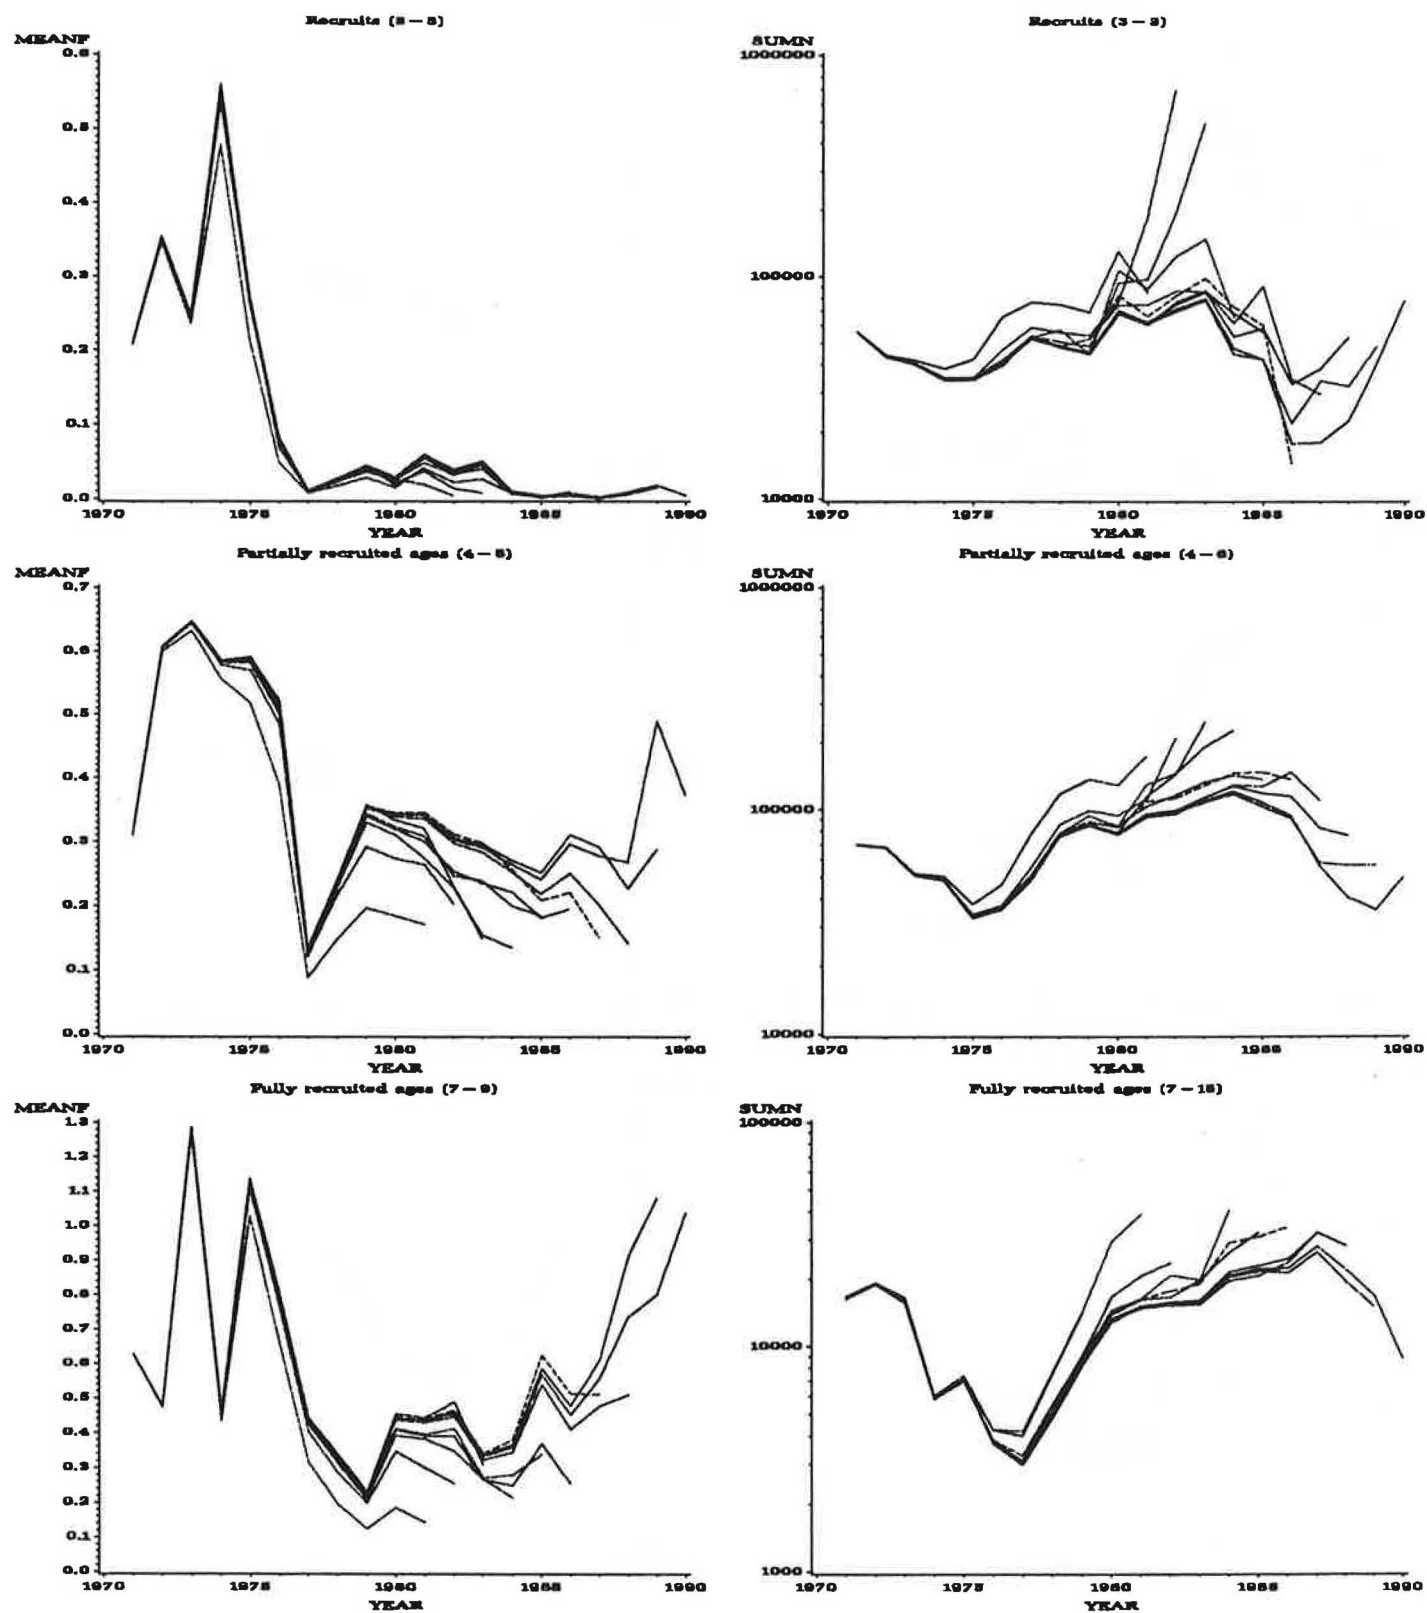 Recruits (3 — 3)
MEANF
0.6
0.5
0.4
0.3
0.2
0.1
0.0
1970 1975 1980 1985 1990
YEAR
Recruits (3 — 3)
SUMN
1000000
100000
10000
1970 1975 1980 1985 1990
YEAR
Partially recruited ages (4 — 5)
MEANF
0.7
0.6
0.5
0.4
0.3
0.2
0.1
0.0
1970 1975 1980 1985 1990
YEAR
Partially recruited ages (4 — 6)
SUMN
1000000
100000
10000
1970 1975 1980 1985 1990
YEAR
Fully recruited ages (7 — 9)
MEANF
1.3
1.2
1.1
1.0
0.9
0.8
0.7
0.6
0.5
0.4
0.3
0.2
0.1
0.0
1970 1975 1980 1985 1990
YEAR
Fully recruited ages (7 — 15)
SUMN
100000
10000
1000
1970 1975 1980 1985 1990
YEAR